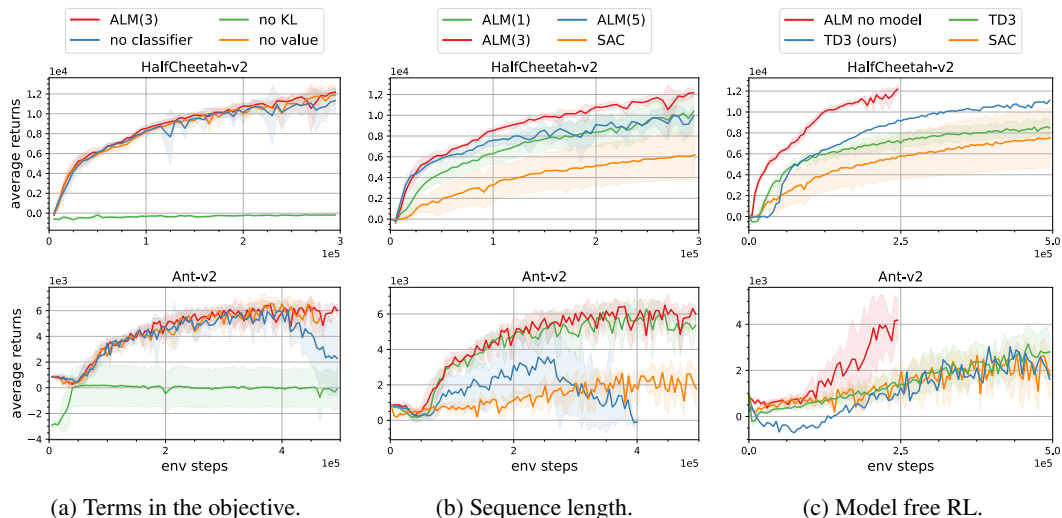 ALM(3) no KL
no classifier no value
ALM(1) ALM(5)
ALM(3) SAC
ALM no model TD3
TD3 (ours) SAC
HalfCheetah-v2
1e4
1.2
1.0
0.8
0.6
0.4
0.2
0.0
average returns
0 1 2 3
1e5
HalfCheetah-v2
1e4
1.2
1.0
0.8
0.6
0.4
0.2
0.0
0 1 2 3
1e5
HalfCheetah-v2
1e4
1.2
1.0
0.8
0.6
0.4
0.2
0.0
0.0 2.5 5.0
1e5
Ant-v2
1e3
6
4
2
0
−2
−4
average returns
0 2 4
env steps
1e5
Ant-v2
1e3
6
4
2
0
0 2 4
env steps
1e5
Ant-v2
1e3
4
2
0
0.0 2.5 5.0
env steps
1e5
(a) Terms in the objective.
(b) Sequence length.
(c) Model free RL.